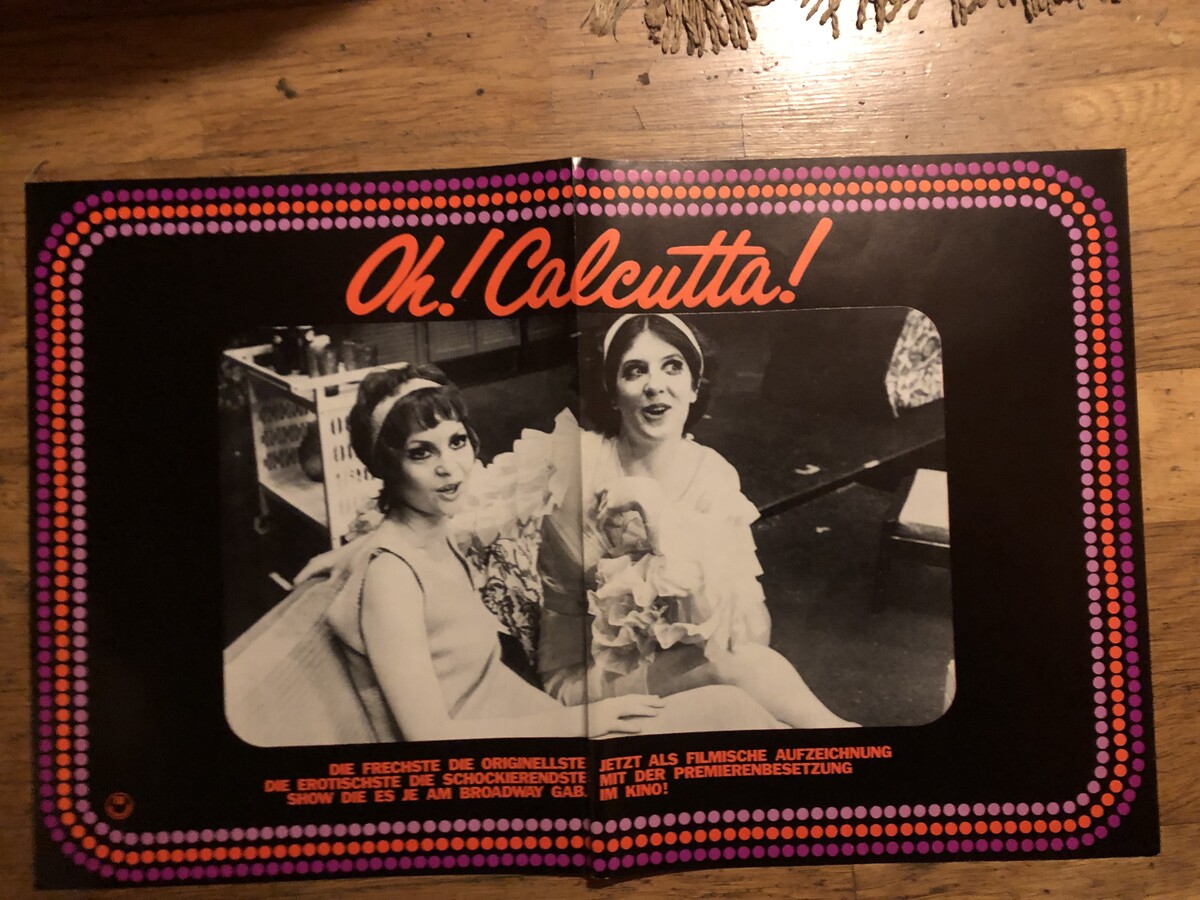 Oh! Calcutta!
DIE FRECHSTE DIE ORIGINELLSTE
DIE EROTISCHSTE DIE SCHOCKIERENDSTE
SHOW DIE ES JE AM BROADWAY GAB.
JETZT ALS FILMISCHE AUFZEICHNUNG
MIT DER PREMIERENBESETZUNG
IM KINO!